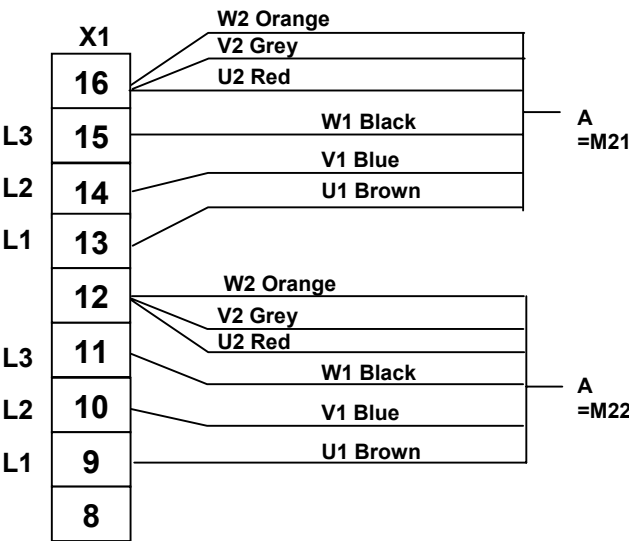 W2 Orange
X1
V2 Grey
16
U2 Red
A
=M21
L3
15
W1 Black
L2
14
V1 Blue
L1
13
U1 Brown
12
W2 Orange
V2 Grey
U2 Red
L3
11
W1 Black
A
=M22
L2
10
V1 Blue
L1
9
U1 Brown
8